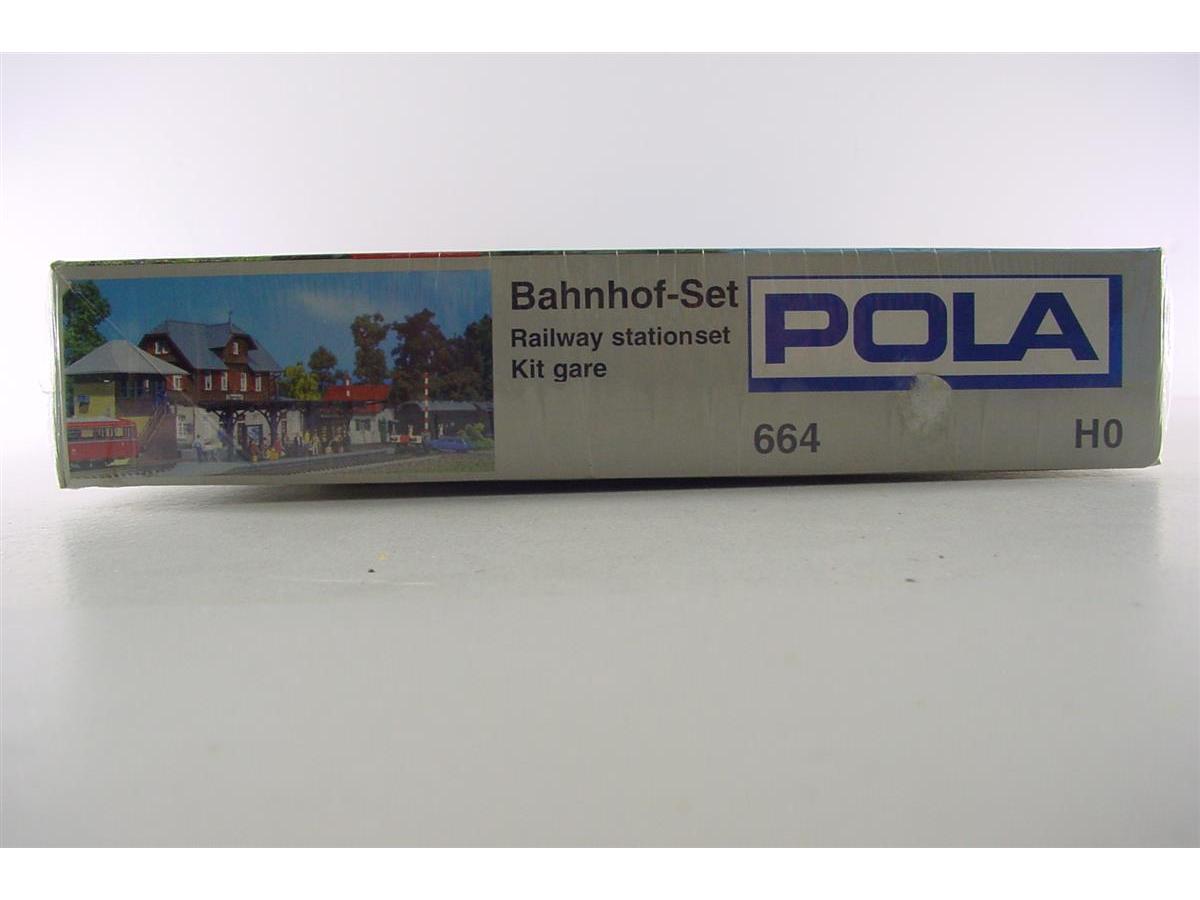 Bahnhof-Set
Railway stationset
Kit gare
POLA
664
H0